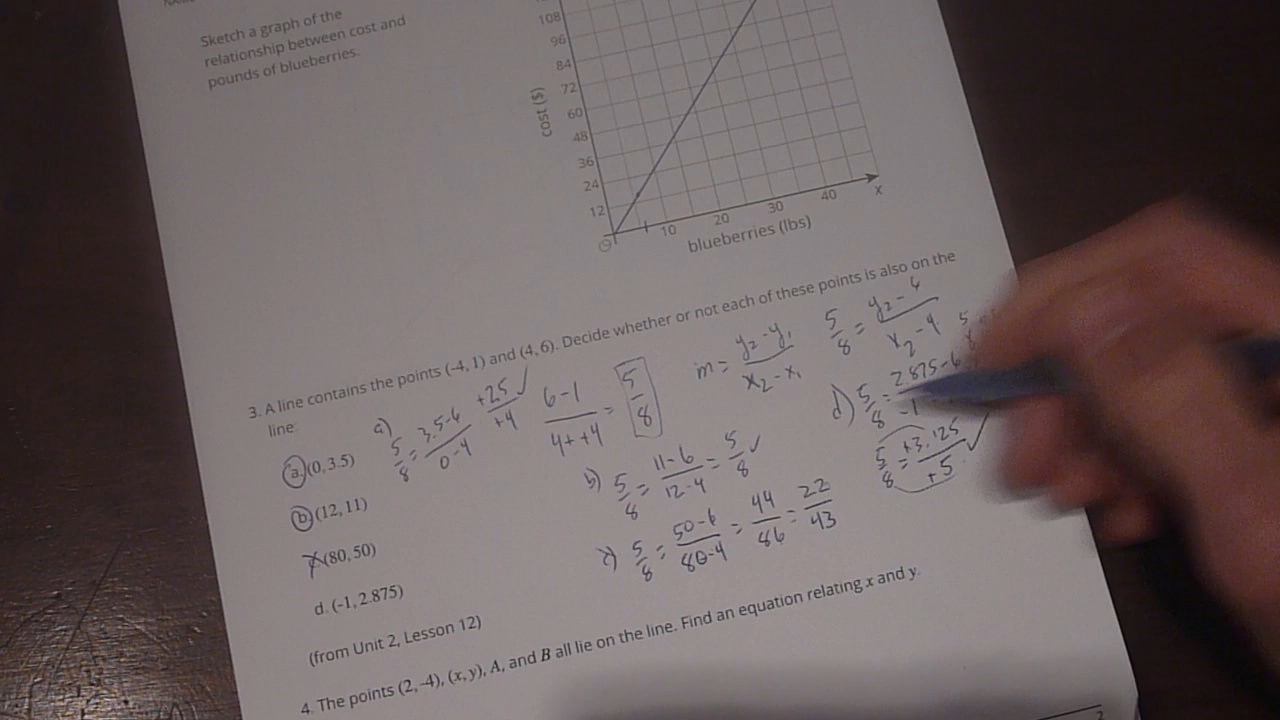 Sketch a graph of the
relationship between cost and
pounds of blueberries.
108
96
84
72
60
48
36
24
12
cost ($)
10 20 30 40
x
blueberries (lbs)
3. A line contains the points (-4, 1) and (4, 6). Decide whether or not each of these points is also on the
line:
a. (0, 3.5)
b. (12, 11)
(80, 50)
d. (-1, 2.875)
(from Unit 2, Lesson 12)
a) 5/8 = 3.5-6/0-4 +2.5/+4 ✓
6-1/4++4 = 5/8
m = y₂-y₁/x₂-x₁
5/8 = y₂-6/x₂-4
b) 5/8 = 11-6/12-4 = 5/8 ✓
c) 5/8 = 50-6/80-4 = 44/86 = 22/43
d) 5/8 = 2.875-6
5/8 = +3.125/+5 ✓
4. The points (2,-4), (x, y), A, and B all lie on the line. Find an equation relating x and y.